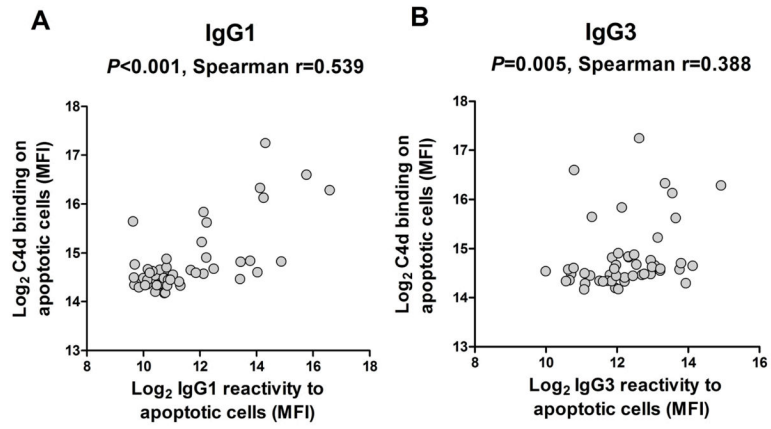 A
IgG1
P<0.001, Spearman r=0.539
Log2 C4d binding on
apoptotic cells (MFI)
18
17
16
15
14
13
8
10
12
14
16
18
Log2 IgG1 reactivity to
apoptotic cells (MFI)
B
IgG3
P=0.005, Spearman r=0.388
Log2 C4d binding on
apoptotic cells (MFI)
18
17
16
15
14
13
8
10
12
14
16
Log2 IgG3 reactivity to
apoptotic cells (MFI)